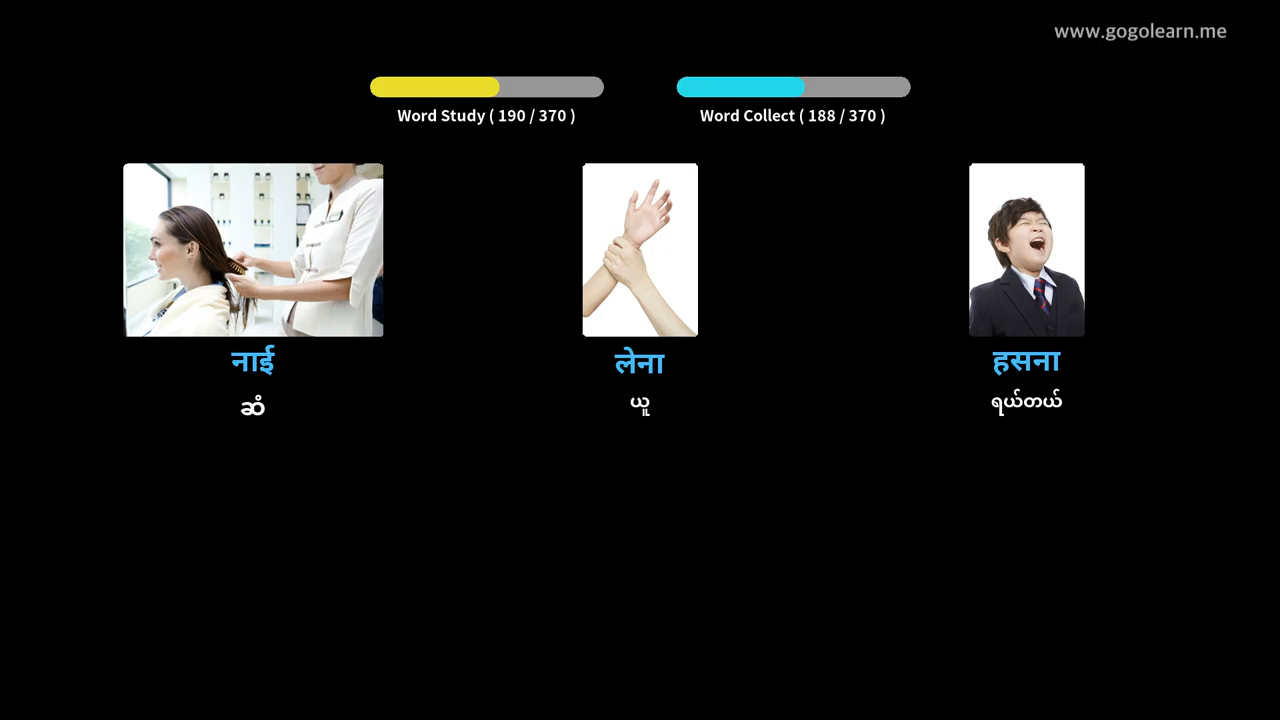 www.gogolearn.me
Word Study ( 190 / 370 )
Word Collect ( 188 / 370 )
नाई
लेना
हसना
ဆံ
ယူ
ရယ်တယ်